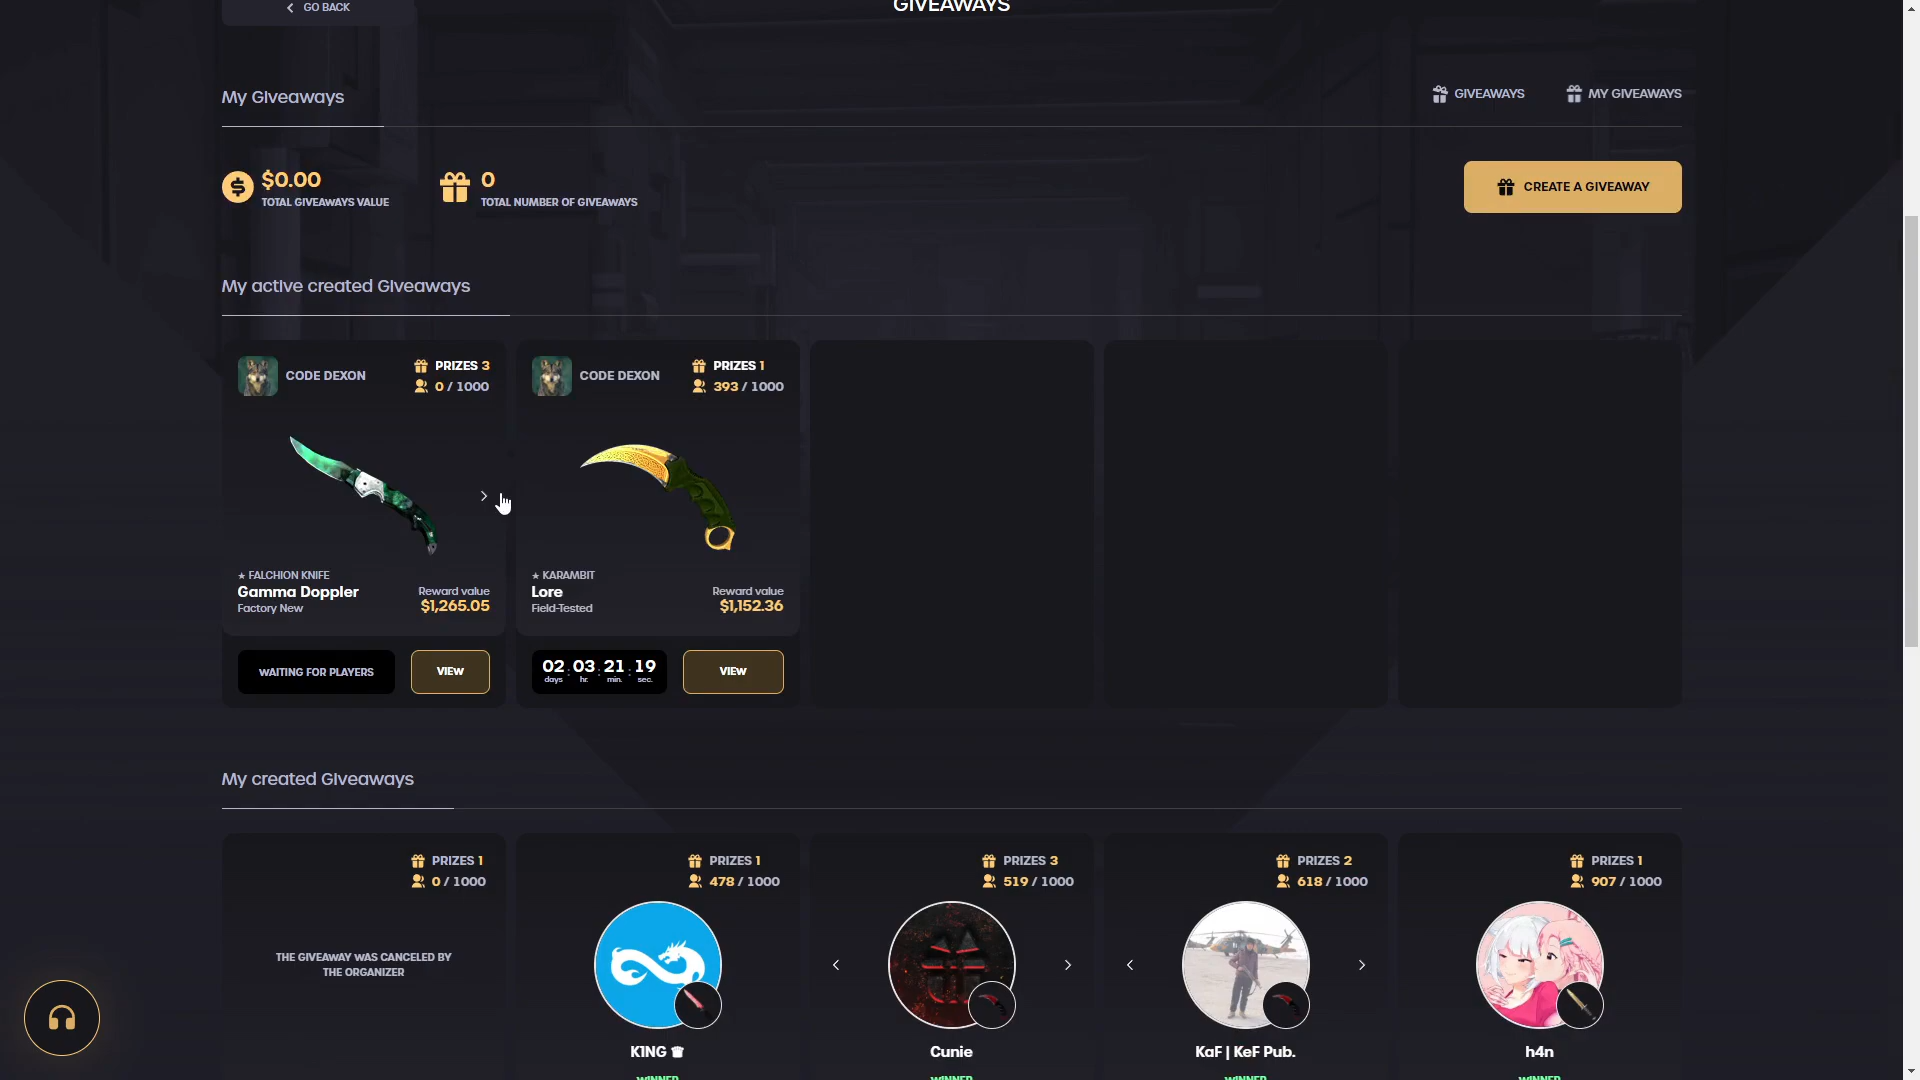 GO BACK
GIVEAWAYS
My Giveaways
GIVEAWAYS
MY GIVEAWAYS
$0.00
TOTAL GIVEAWAYS VALUE
0
TOTAL NUMBER OF GIVEAWAYS
CREATE A GIVEAWAY
My active created Giveaways
CODE DEXON
PRIZES 3
0 / 1000
★ FALCHION KNIFE
Gamma Doppler
Factory New
Reward value
$1,265.05
WAITING FOR PLAYERS
VIEW
CODE DEXON
PRIZES 1
393 / 1000
★ KARAMBIT
Lore
Field-Tested
Reward value
$1,152.36
02 : 03 : 21 : 19
days hr. min. sec.
VIEW
My created Giveaways
PRIZES 1
0 / 1000
THE GIVEAWAY WAS CANCELED BY
THE ORGANIZER
PRIZES 1
478 / 1000
K1NG ♛
WINNER
PRIZES 3
519 / 1000
Cunie
WINNER
PRIZES 2
618 / 1000
KaF | KeF Pub.
WINNER
PRIZES 1
907 / 1000
h4n
WINNER